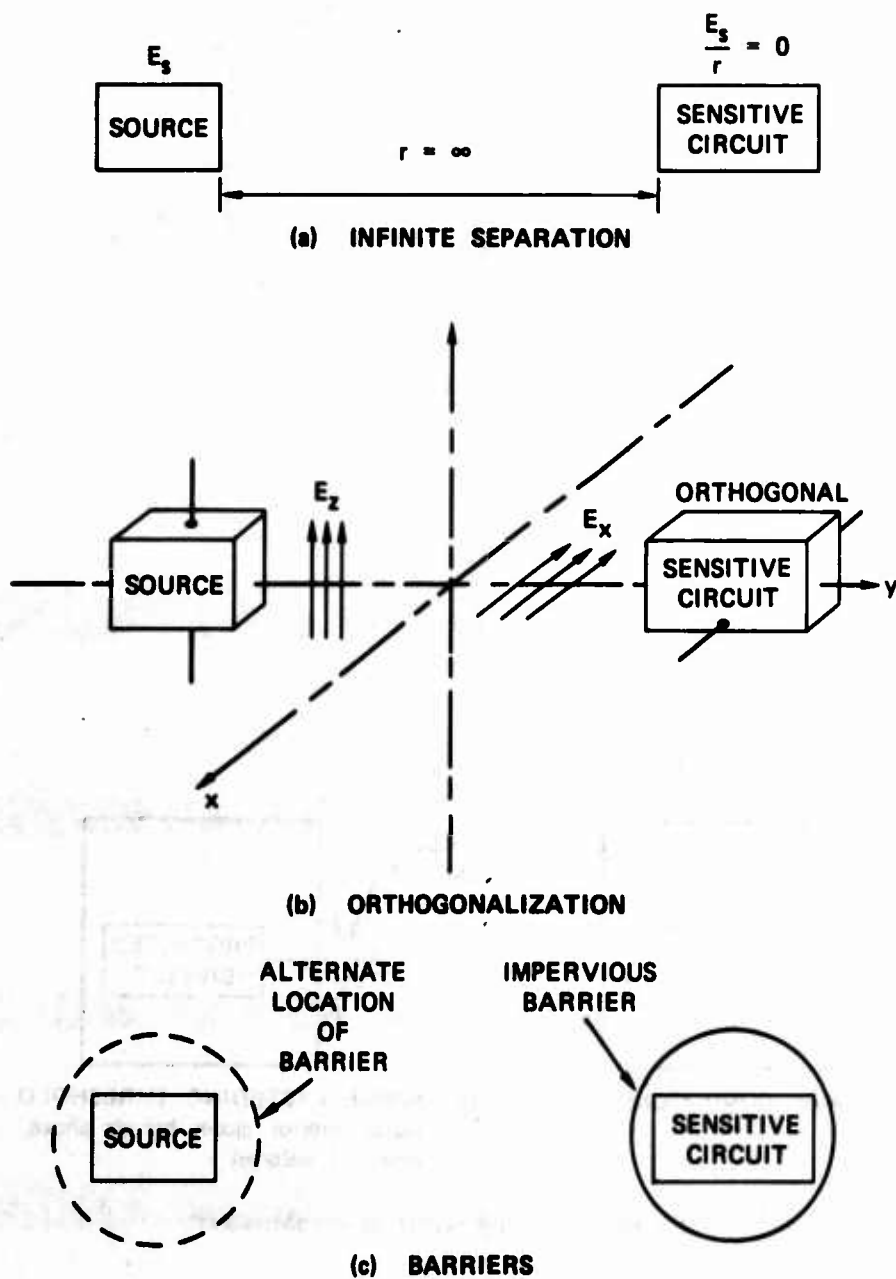 E_s
SOURCE
r = ∞
E_s
r
= 0
SENSITIVE
CIRCUIT
(a) INFINITE SEPARATION
SOURCE
E_z
E_x
ORTHOGONAL
SENSITIVE
CIRCUIT
y
x
(b) ORTHOGONALIZATION
ALTERNATE
LOCATION
OF
BARRIER
IMPERVIOUS
BARRIER
SOURCE
SENSITIVE
CIRCUIT
(c) BARRIERS